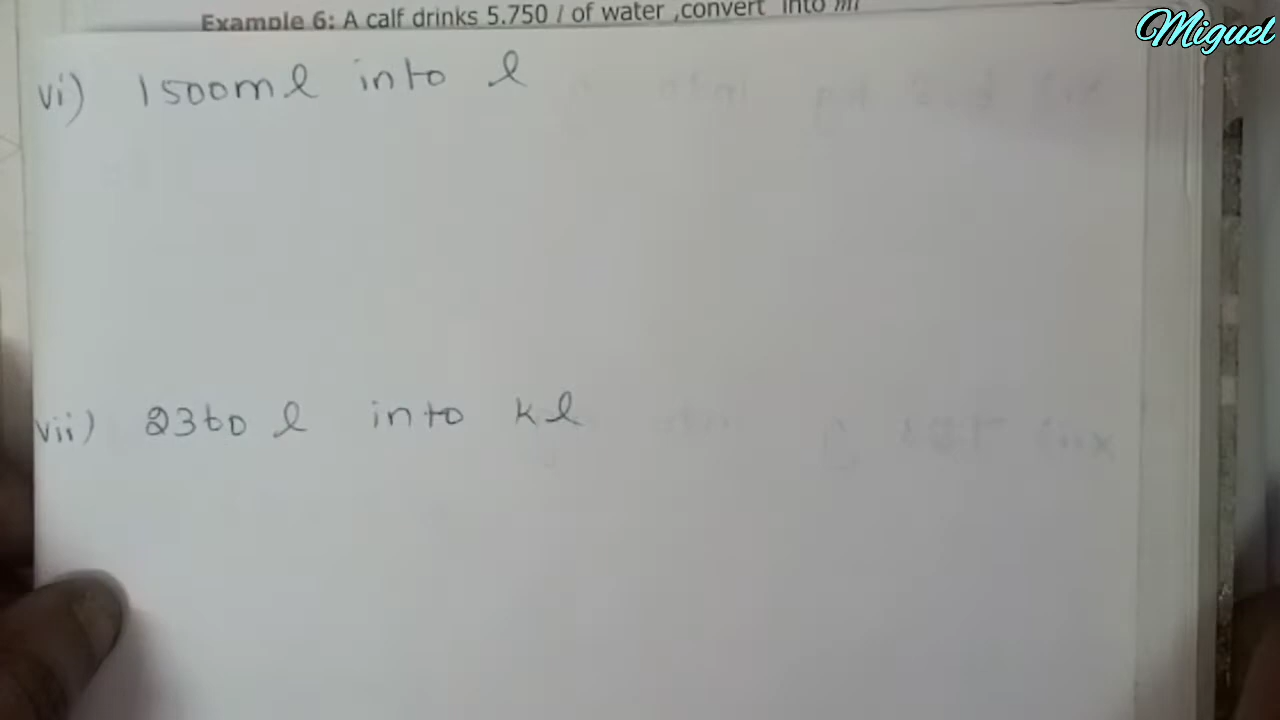 Example 6: A calf drinks 5.750 l of water ,convert into ml
Miguel
vi) 1500ml into l
vii) 2360 l into kl